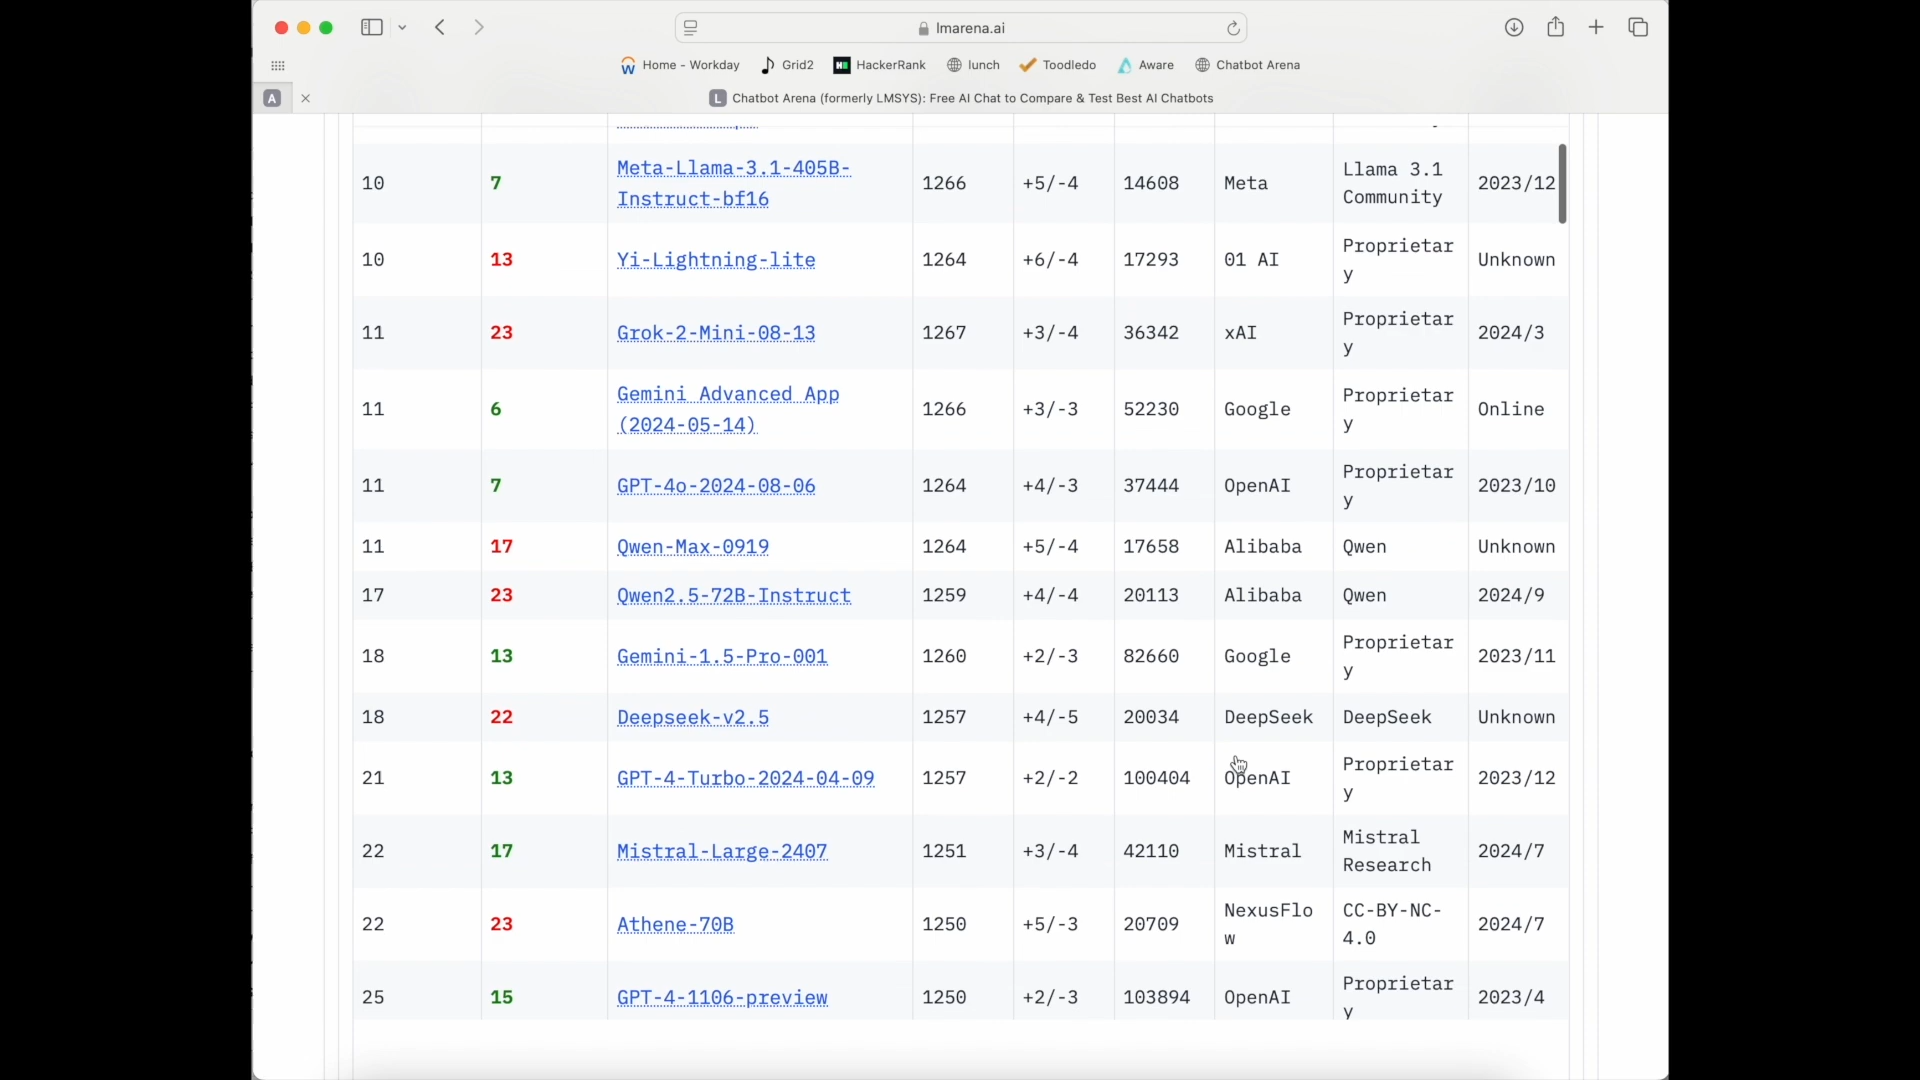 lmarena.ai
Home - Workday Grid2 HackerRank lunch Toodledo Aware Chatbot Arena
A L Chatbot Arena (formerly LMSYS): Free AI Chat to Compare & Test Best AI Chatbots
10 7 Meta-Llama-3.1-405B- 1266 +5/-4 14608 Meta Llama 3.1 2023/12
Instruct-bf16 Community
10 13 Yi-Lightning-lite 1264 +6/-4 17293 01 AI Proprietar Unknown
y
11 23 Grok-2-Mini-08-13 1267 +3/-4 36342 xAI Proprietar 2024/3
y
11 6 Gemini Advanced App 1266 +3/-3 52230 Google Proprietar Online
(2024-05-14) y
11 7 GPT-4o-2024-08-06 1264 +4/-3 37444 OpenAI Proprietar 2023/10
y
11 17 Qwen-Max-0919 1264 +5/-4 17658 Alibaba Qwen Unknown
17 23 Qwen2.5-72B-Instruct 1259 +4/-4 20113 Alibaba Qwen 2024/9
18 13 Gemini-1.5-Pro-001 1260 +2/-3 82660 Google Proprietar 2023/11
y
18 22 Deepseek-v2.5 1257 +4/-5 20034 DeepSeek DeepSeek Unknown
21 13 GPT-4-Turbo-2024-04-09 1257 +2/-2 100404 OpenAI Proprietar 2023/12
y
22 17 Mistral-Large-2407 1251 +3/-4 42110 Mistral Mistral 2024/7
Research
22 23 Athene-70B 1250 +5/-3 20709 NexusFlo CC-BY-NC- 2024/7
w 4.0
25 15 GPT-4-1106-preview 1250 +2/-3 103894 OpenAI Proprietar 2023/4
y